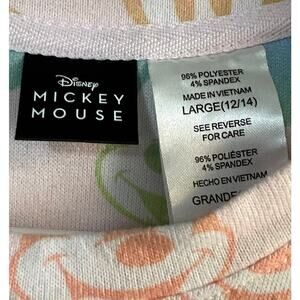 Disney
MICKEY
MOUSE
96% POLYESTER
4% SPANDEX
MADE IN VIETNAM
LARGE(12/14)
SEE REVERSE
FOR CARE
96% POLIÉSTER
4% SPANDEX
HECHO EN VIETNAM
GRANDE